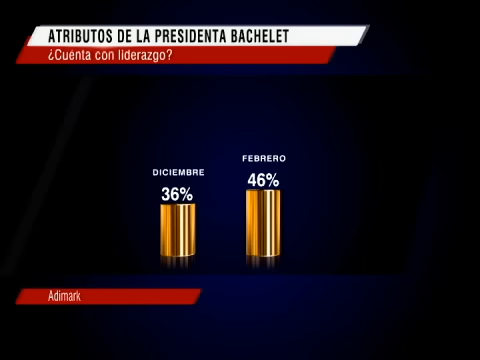 ATRIBUTOS DE LA PRESIDENTA BACHELET
¿Cuenta con liderazgo?
DICIEMBRE
36%
FEBRERO
46%
Adimark